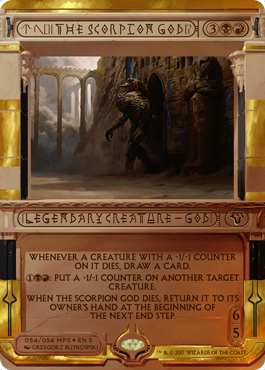 THE SCORPION GOD 3
LEGENDARY CREATURE – GOD
WHENEVER A CREATURE WITH A -1/-1 COUNTER
ON IT DIES, DRAW A CARD.
1: PUT A -1/-1 COUNTER ON ANOTHER TARGET
CREATURE.
WHEN THE SCORPION GOD DIES, RETURN IT TO ITS
OWNER'S HAND AT THE BEGINNING OF
THE NEXT END STEP.
6
5
054/054 MPS ★ EN S
GRZEGORZ RUTKOWSKI
™ & © 2017 WIZARDS OF THE COAST